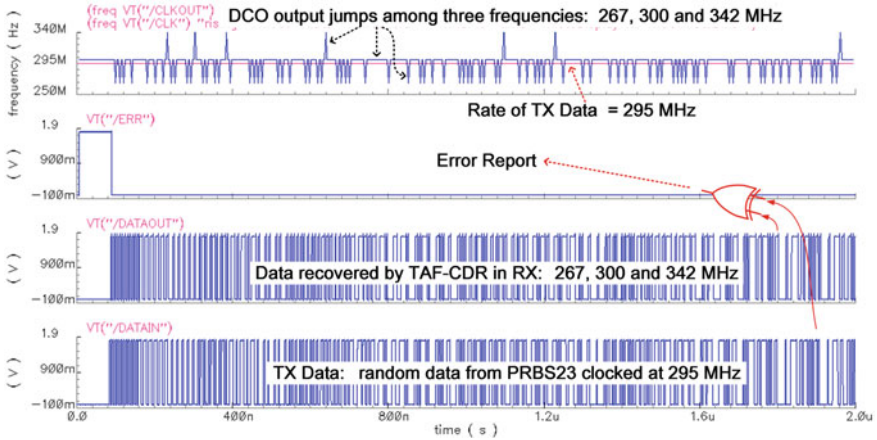 (freq VT("/CLKOUT")
(freq VT("/CLK") "ris
DCO output jumps among three frequencies: 267, 300 and 342 MHz
frequency ( Hz )
340M
295M
250M
Rate of TX Data = 295 MHz
VT("/ERR")
( V )
1.9
900m
-100m
Error Report
VT("/DATAOUT")
( V )
1.9
900m
-100m
Data recovered by TAF-CDR in RX: 267, 300 and 342 MHz
VT("/DATAIN")
( V )
1.9
900m
-100m
TX Data: random data from PRBS23 clocked at 295 MHz
0.0
400n
800n
1.2u
1.6u
2.0u
time ( s )